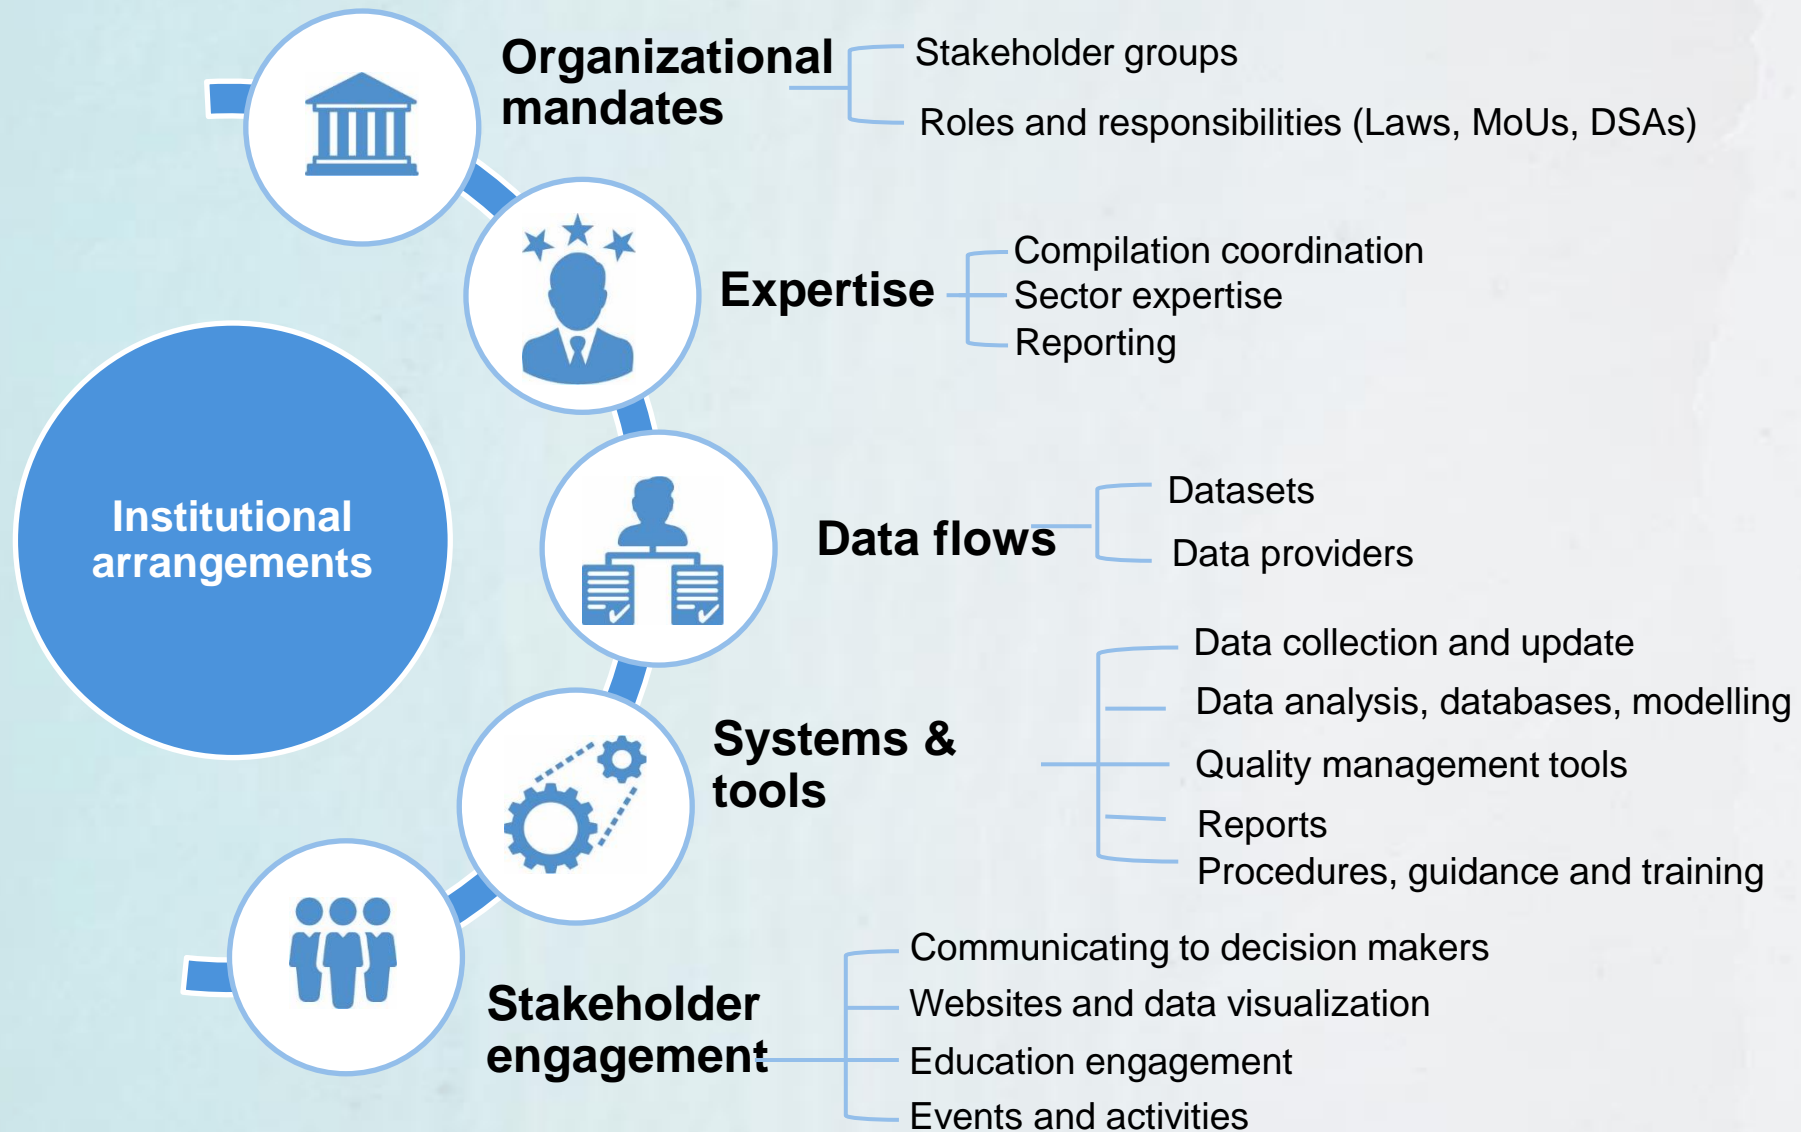 Organizational
mandates
Stakeholder groups
Roles and responsibilities (Laws, MoUs, DSAs)
Expertise
Compilation coordination
Sector expertise
Reporting
Institutional
arrangements
Data flows
Datasets
Data providers
Systems &
tools
Data collection and update
Data analysis, databases, modelling
Quality management tools
Reports
Procedures, guidance and training
Stakeholder
engagement
Communicating to decision makers
Websites and data visualization
Education engagement
Events and activities